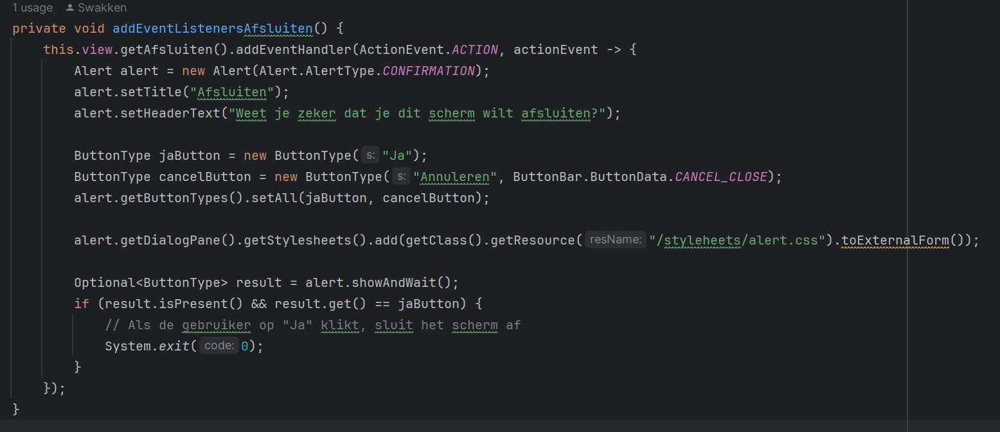 1 usage Swakken
private void addEventListenersAfsluiten() {
    this.view.getAfsluiten().addEventHandler(ActionEvent.ACTION, actionEvent -> {
        Alert alert = new Alert(Alert.AlertType.CONFIRMATION);
        alert.setTitle("Afsluiten");
        alert.setHeaderText("Weet je zeker dat je dit scherm wilt afsluiten?");
        ButtonType jaButton = new ButtonType( s: "Ja");
        ButtonType cancelButton = new ButtonType( s: "Annuleren", ButtonBar.ButtonData.CANCEL_CLOSE);
        alert.getButtonTypes().setAll(jaButton, cancelButton);
        alert.getDialogPane().getStylesheets().add(getClass().getResource( resName: "/styleheets/alert.css").toExternalForm());
        Optional<ButtonType> result = alert.showAndWait();
        if (result.isPresent() && result.get() == jaButton) {
            // Als de gebruiker op "Ja" klikt, sluit het scherm af
            System.exit( code: 0);
        }
    });
}